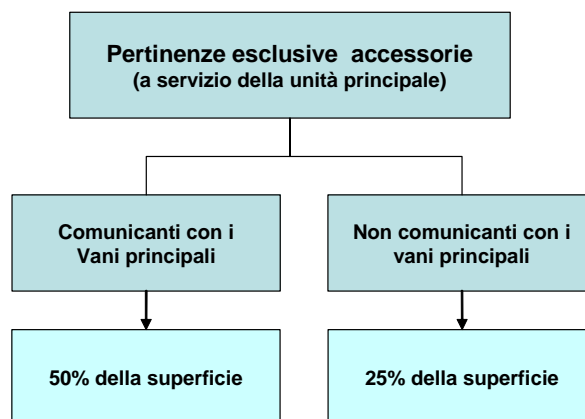 Pertinenze esclusive accessorie
(a servizio della unità principale)
Comunicanti con i
Vani principali
Non comunicanti con i
vani principali
50% della superficie
25% della superficie